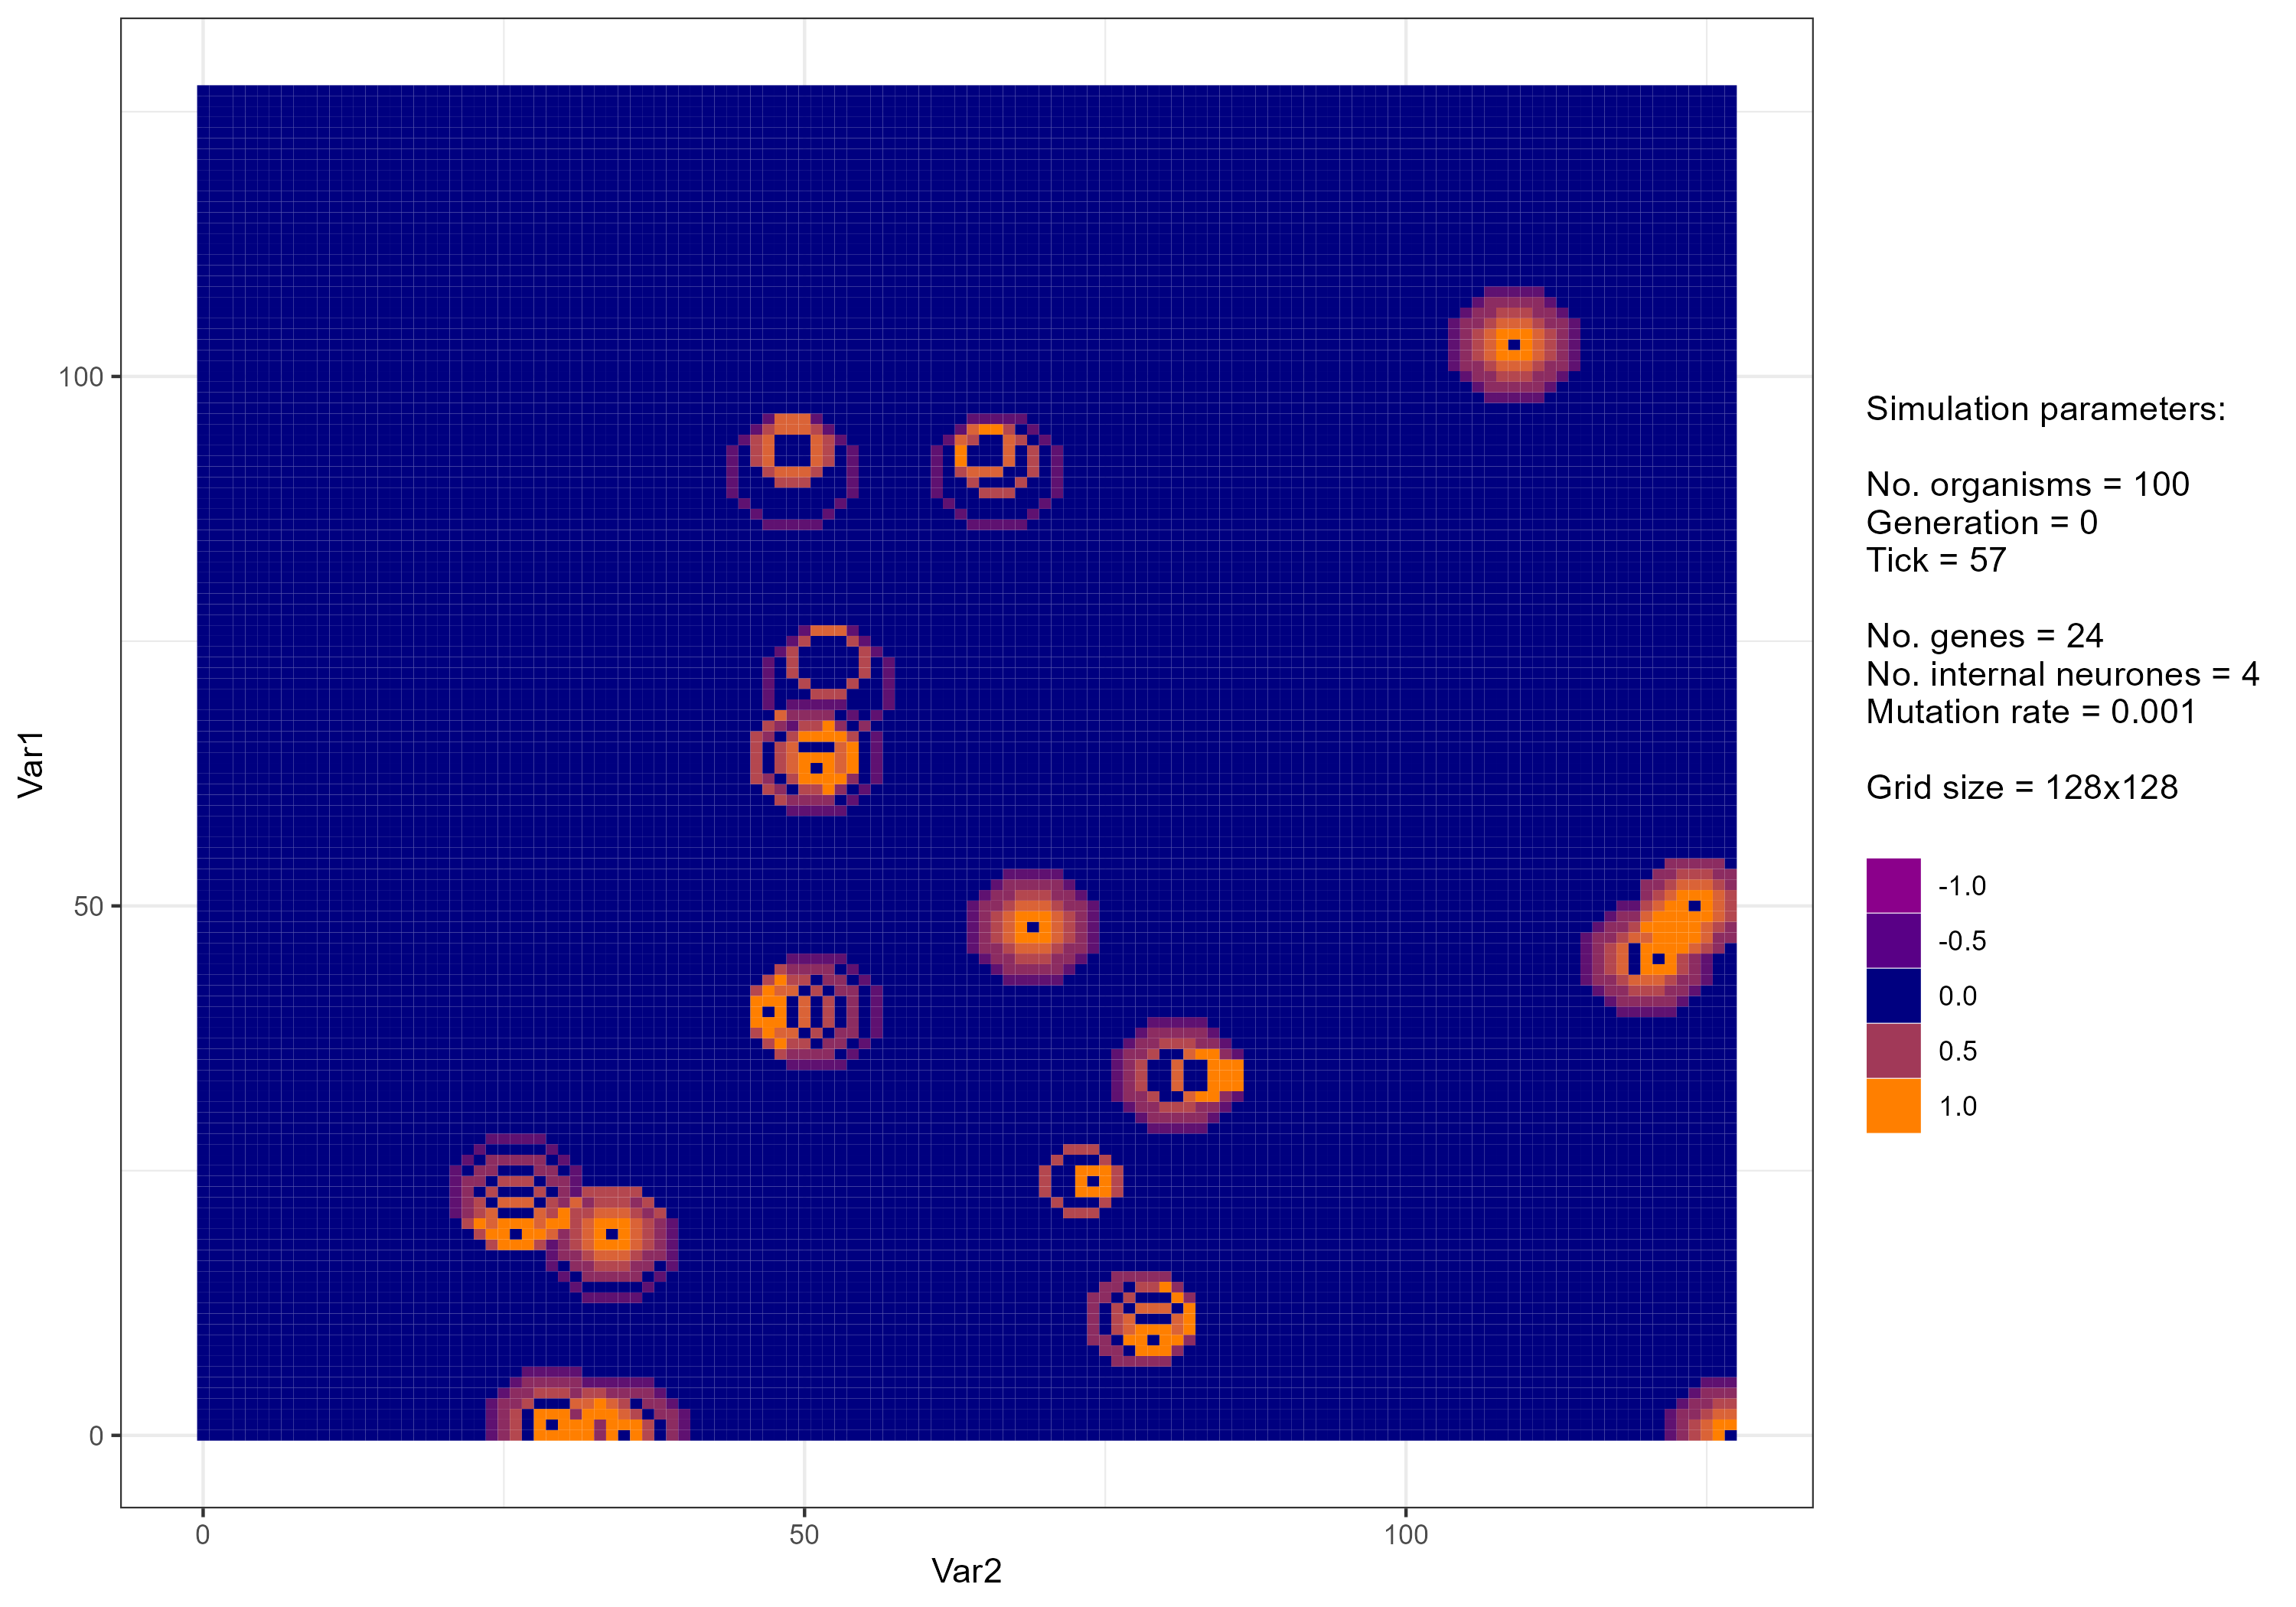 Var1
100
50
0
0
50
100
Var2
Simulation parameters:
No. organisms = 100
Generation = 0
Tick = 57
No. genes = 24
No. internal neurones = 4
Mutation rate = 0.001
Grid size = 128x128
-1.0
-0.5
0.0
0.5
1.0